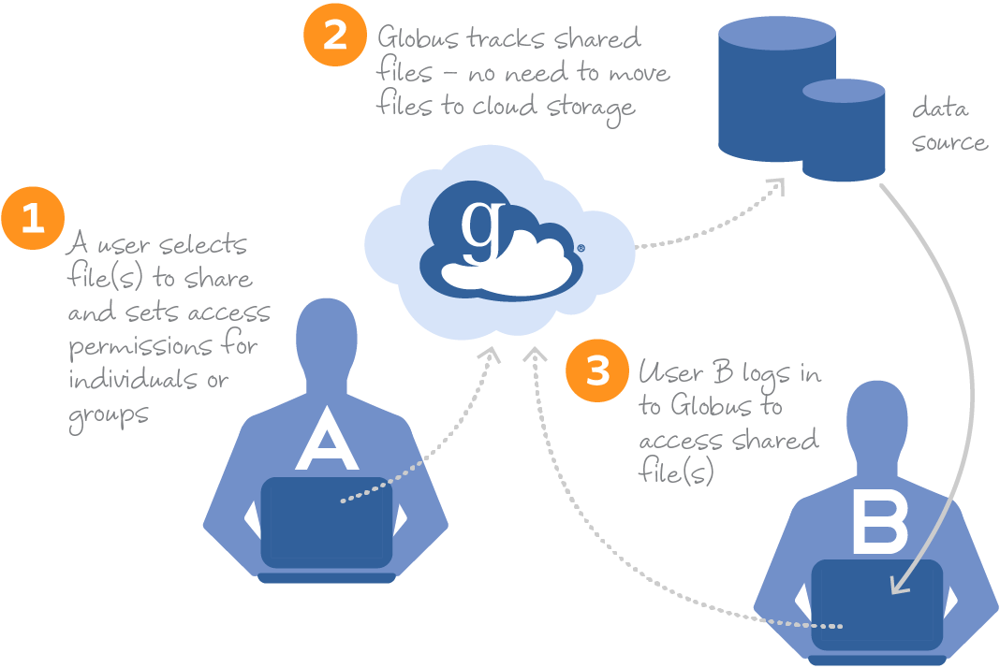 1
A user selects
file(s) to share
and sets access
permissions for
individuals or
groups
2
Globus tracks shared
files – no need to move
files to cloud storage
data
source
g
®
3
User B logs in
to Globus to
access shared
file(s)
A
B